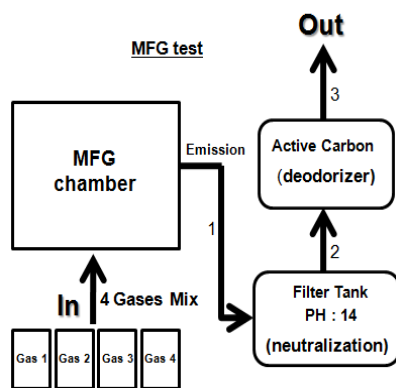 Out
MFG test
3
MFG
chamber
Emission
Active Carbon
(deodorizer)
1
2
In
4 Gases Mix
Filter Tank
PH : 14
(neutralization)
Gas 1
Gas 2
Gas 3
Gas 4